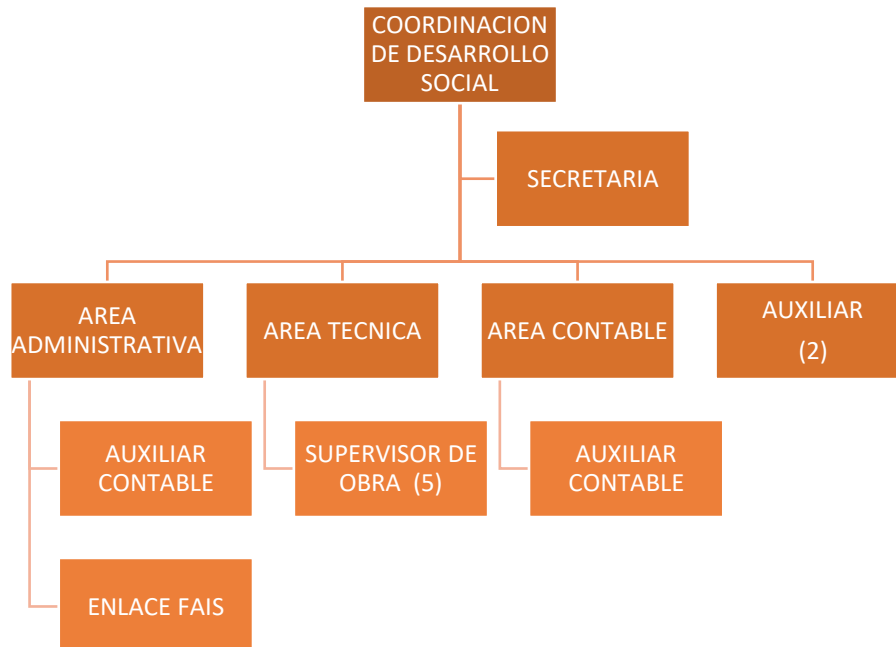 COORDINACION
DE DESARROLLO
SOCIAL
SECRETARIA
AREA
ADMINISTRATIVA
AREA TECNICA
AREA CONTABLE
AUXILIAR
(2)
AUXILIAR
CONTABLE
SUPERVISOR DE
OBRA (5)
AUXILIAR
CONTABLE
ENLACE FAIS